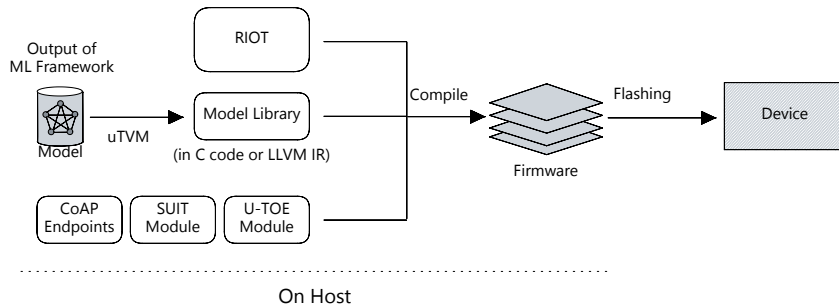 Output of
ML Framework
Model
uTVM
RIOT
Model Library
(in C code or LLVM IR)
CoAP
Endpoints
SUIT
Module
U-TOE
Module
Compile
Firmware
Flashing
Device
On Host